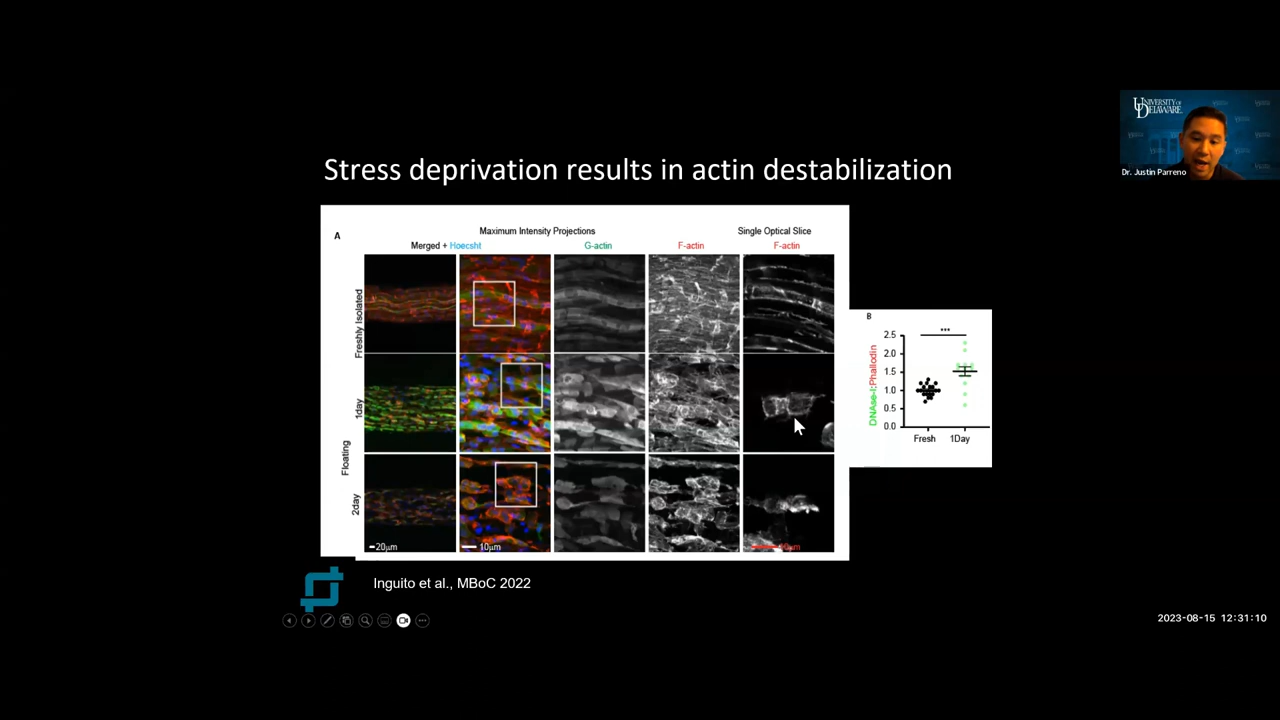 UNIVERSITY OF
DELAWARE
Dr. Justin Parreno
Stress deprivation results in actin destabilization
A
Maximum Intensity Projections
Single Optical Slice
Merged + Hoecsht
G-actin
F-actin
F-actin
Freshly Isolated
1day
Floating
2day
20μm
10μm
B
***
DNAse-I:Phallodin
2.5
2.0
1.5
1.0
0.5
0.0
Fresh
1Day
Inguito et al., MBoC 2022
2023-08-15 12:31:10